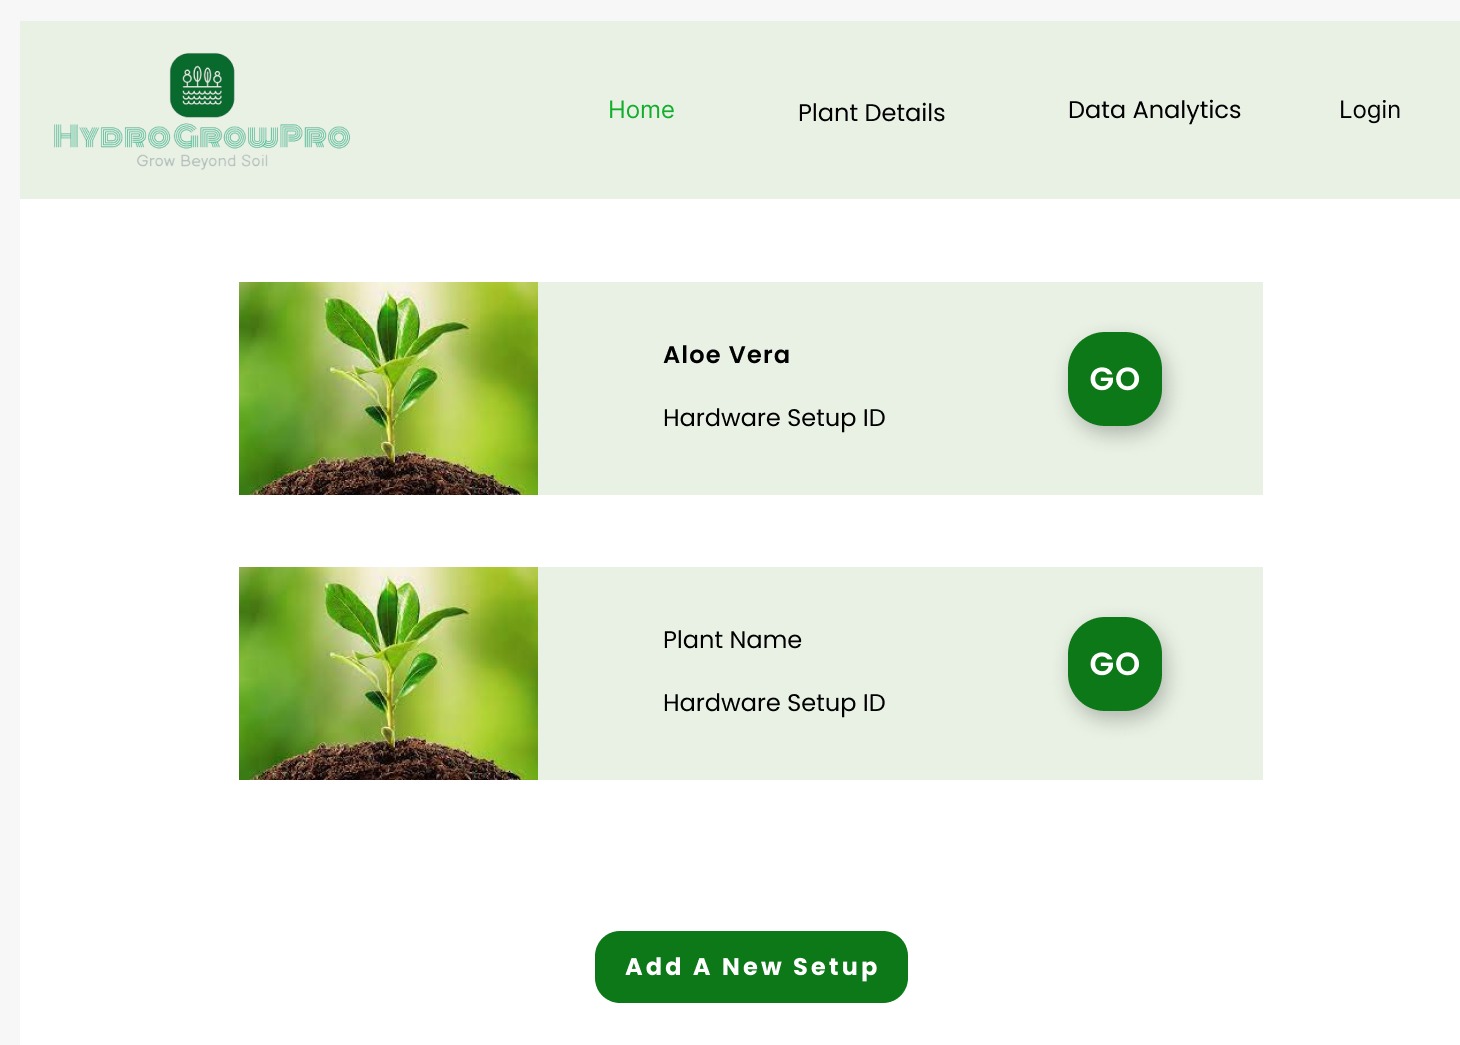 HydroGrowPro
Grow Beyond Soil
Home
Plant Details
Data Analytics
Login
Aloe Vera
Hardware Setup ID
GO
Plant Name
Hardware Setup ID
GO
Add A New Setup